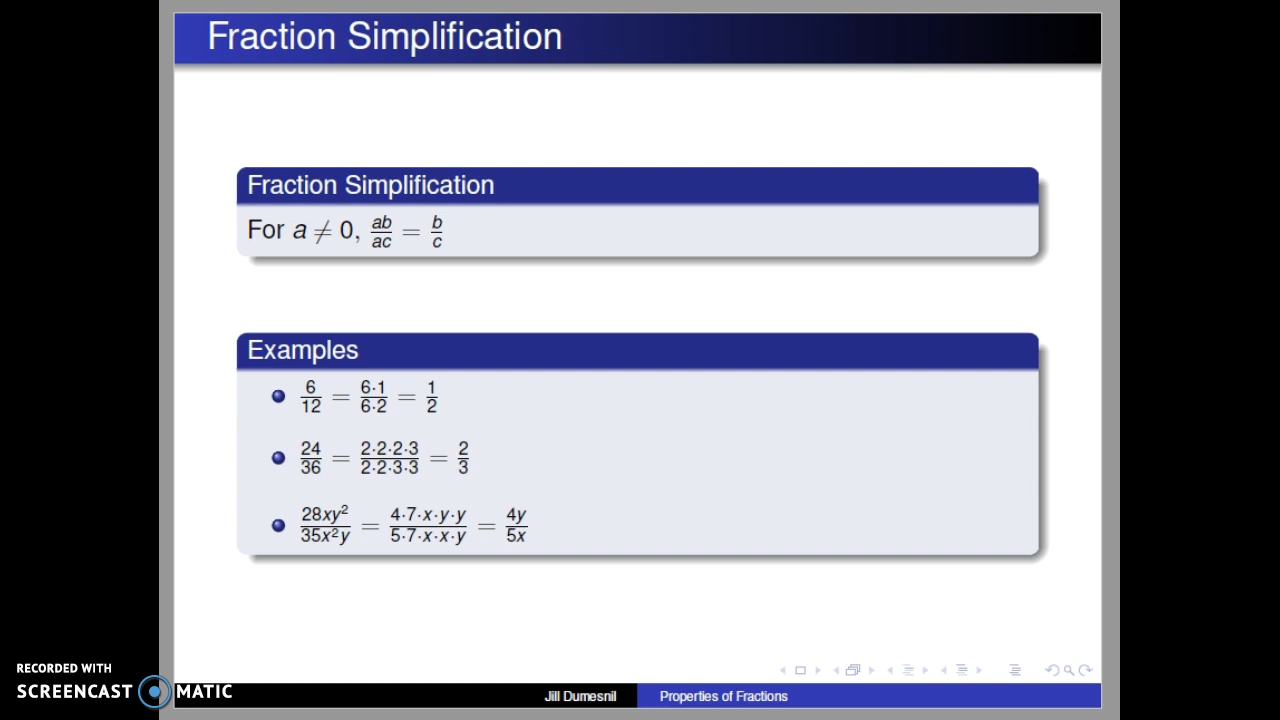 Fraction Simplification
Fraction Simplification
For a ≠ 0, ab/ac = b/c
Examples
6/12 = 6·1/6·2 = 1/2
24/36 = 2·2·2·3/2·2·3·3 = 2/3
28xy²/35x²y = 4·7·x·y·y/5·7·x·x·y = 4y/5x
RECORDED WITH
SCREENCAST MATIC
Jill Dumesnil Properties of Fractions